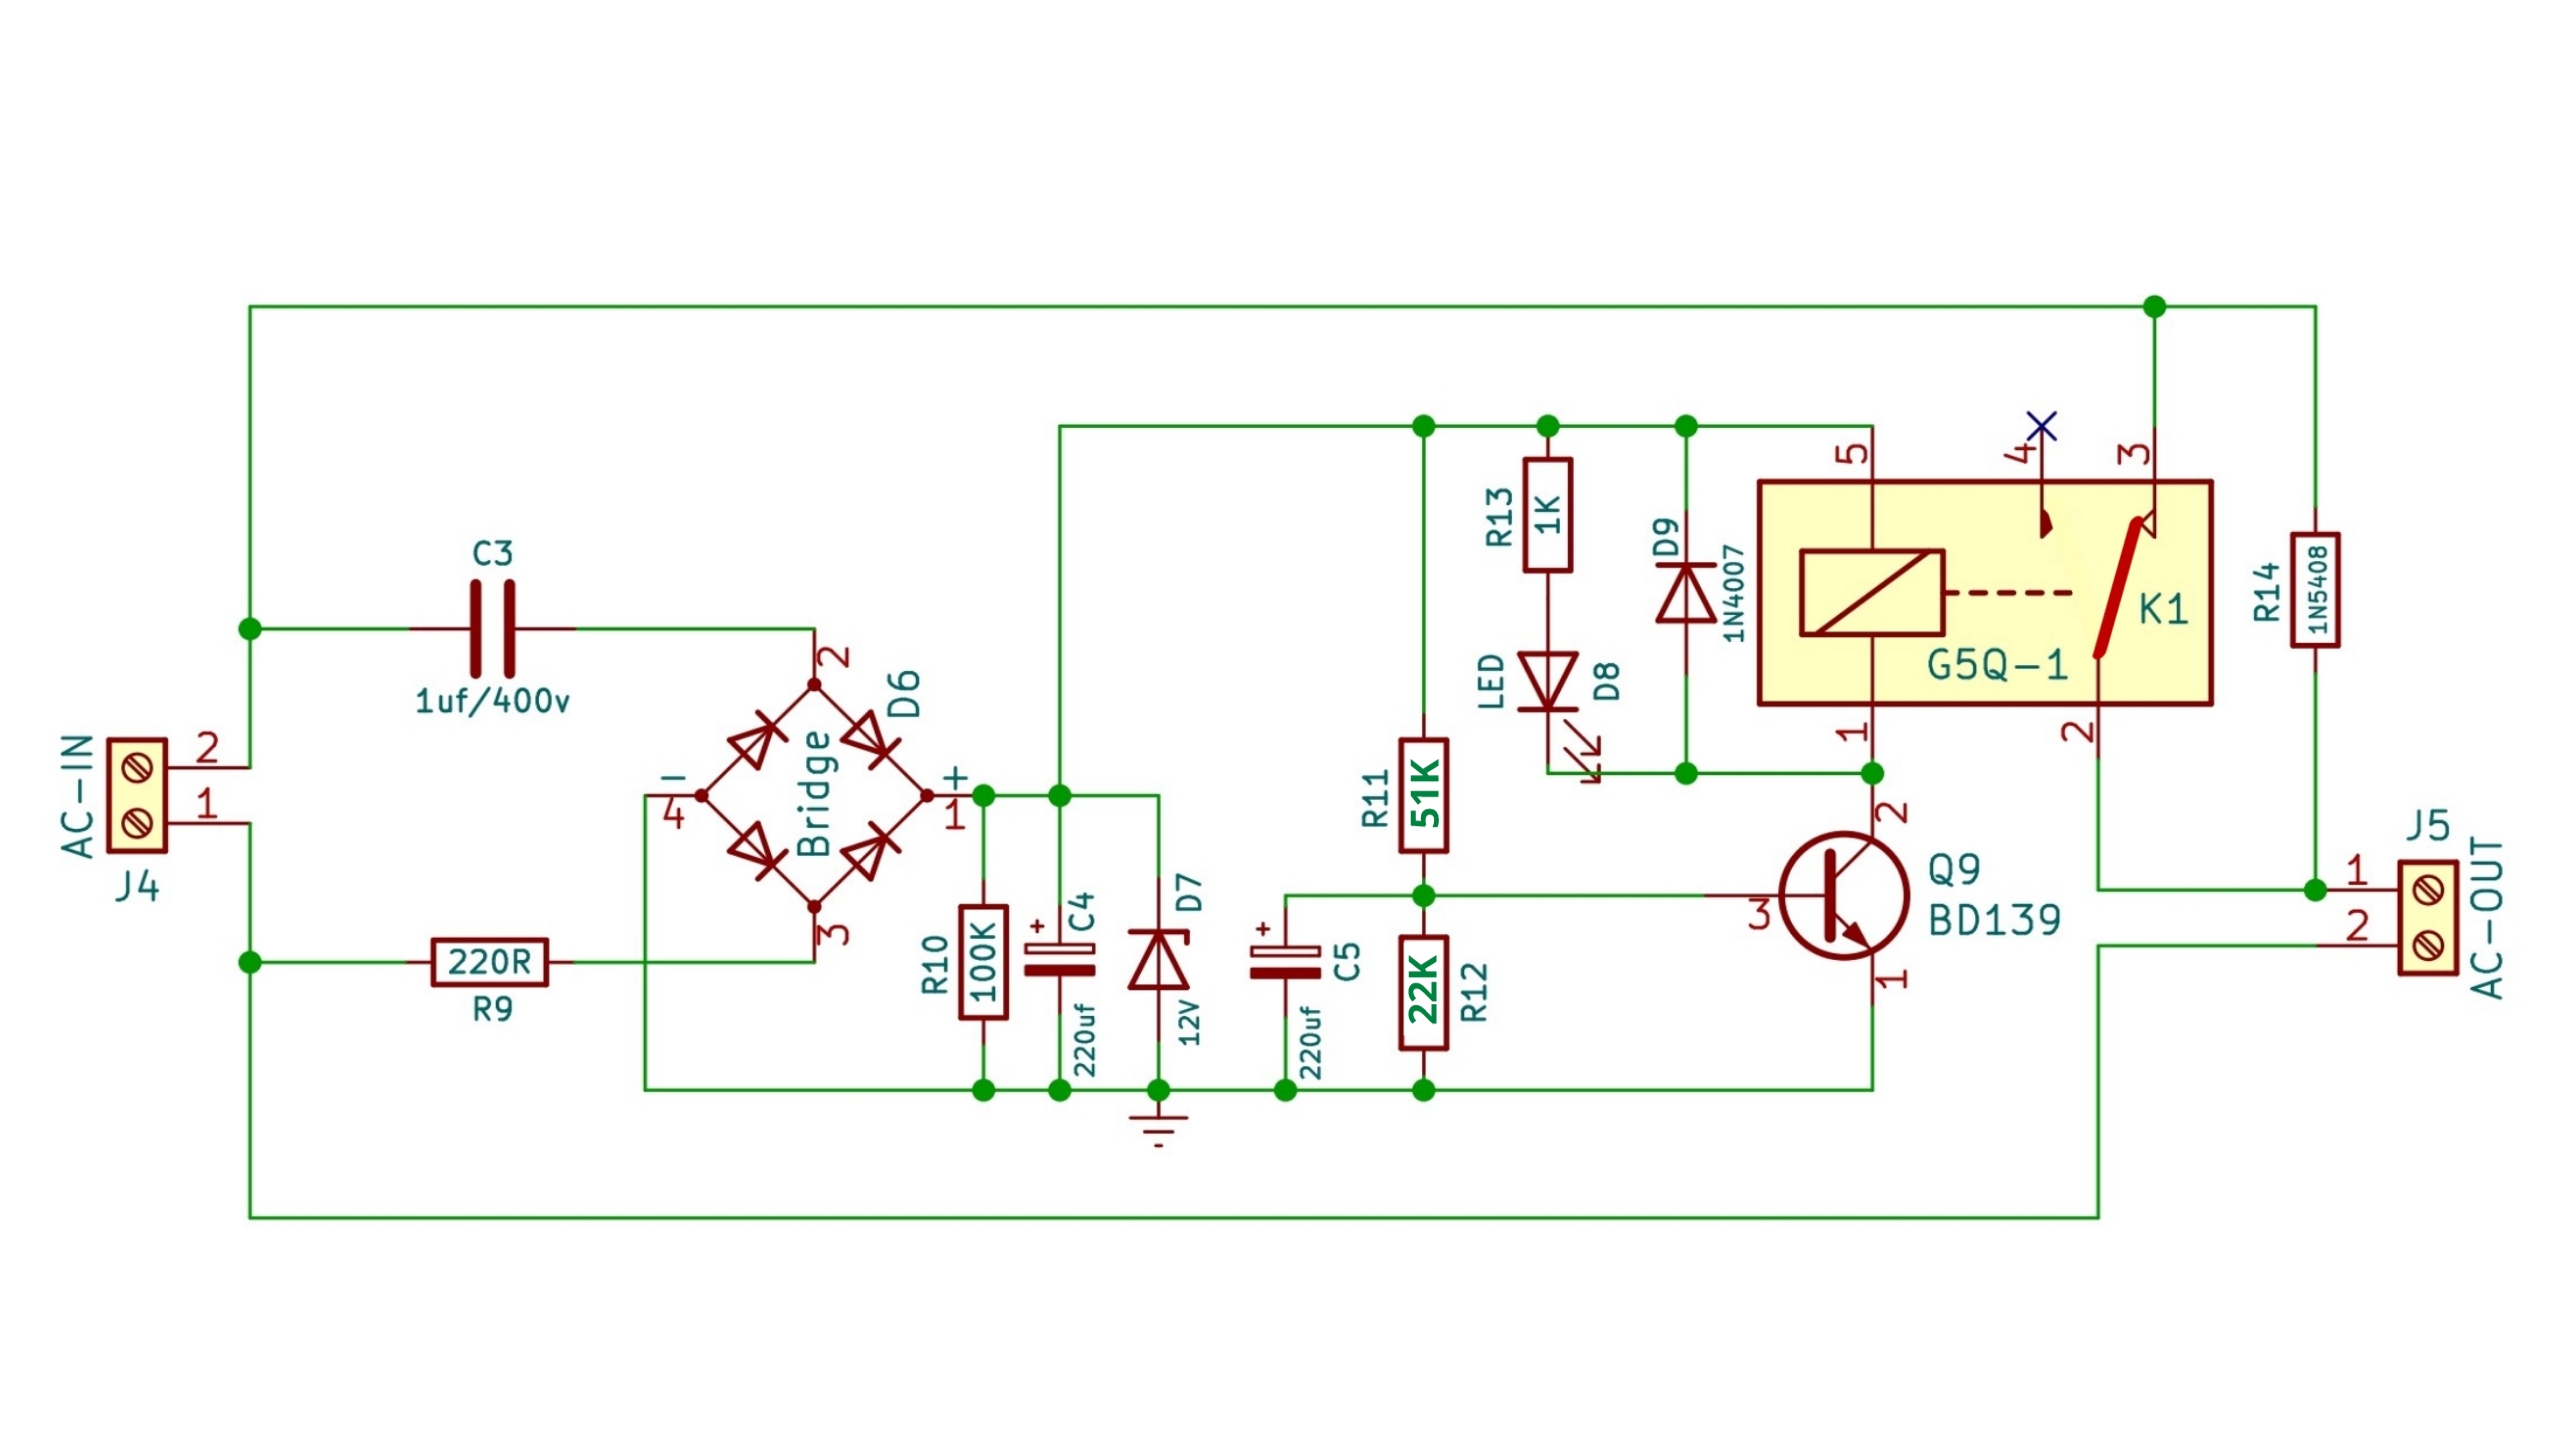 C3
1uf/400v
AC-IN
2
1
J4
220R
R9
2
D6
Bridge
-
4
+
1
3
R10
100K
+
C4
220uf
D7
12V
+
C5
220uf
R11
51K
22K
R12
R13
1K
LED
D8
D9
1N4007
5
4
3
K1
G5Q-1
1
2
2
3
Q9
BD139
1
R14
1N5408
J5
1
2
AC-OUT